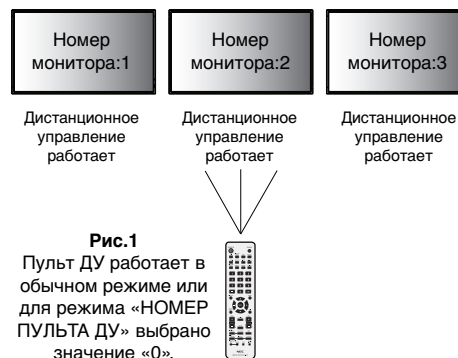 Номер
монитора:1
Номер
монитора:2
Номер
монитора:3
Дистанционное
управление
работает
Дистанционное
управление
работает
Дистанционное
управление
работает
Рис.1
Пульт ДУ работает в
обычном режиме или
для режима «НОМЕР
ПУЛЬТА ДУ» выбрано
значение «0».